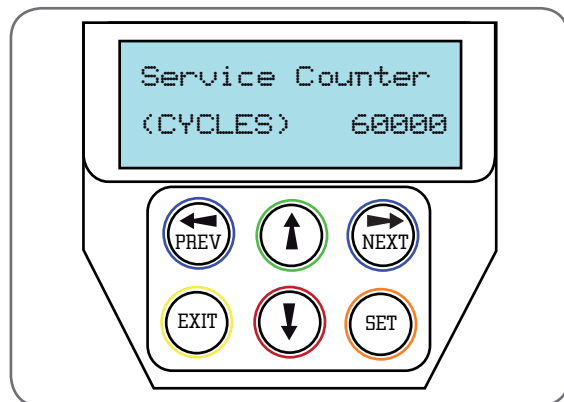 Service Counter
(CYCLES) 60000
PREV
NEXT
EXIT
SET